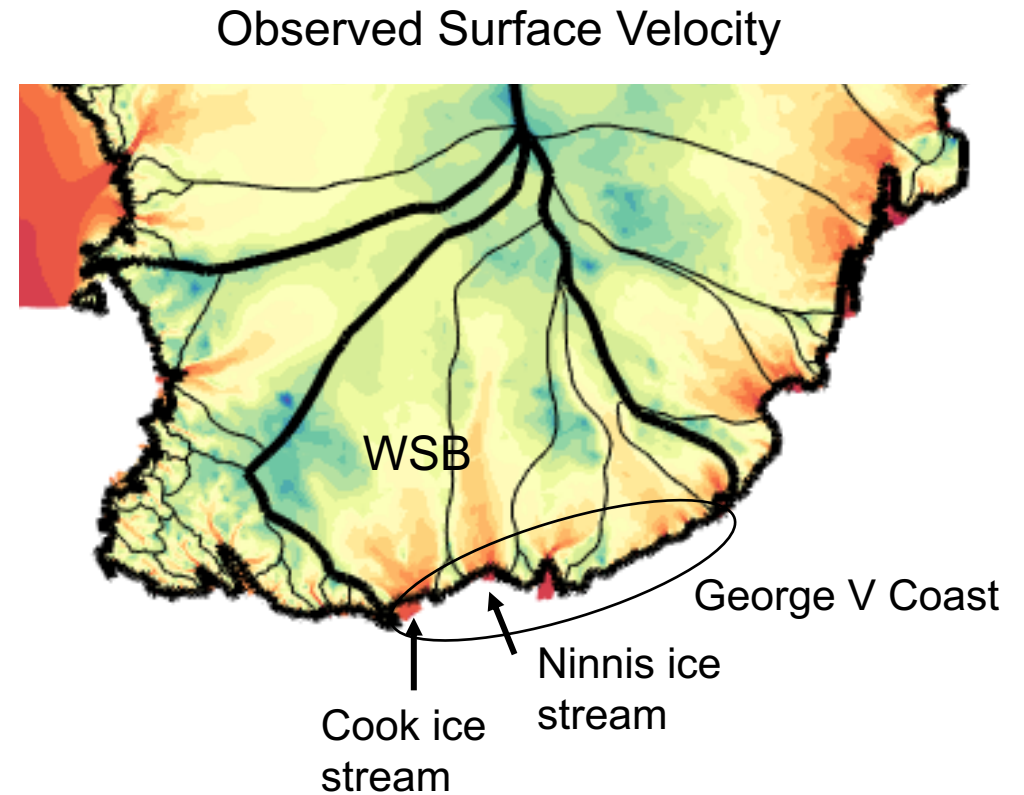 Observed Surface Velocity
WSB
George V Coast
Ninnis ice
stream
Cook ice
stream